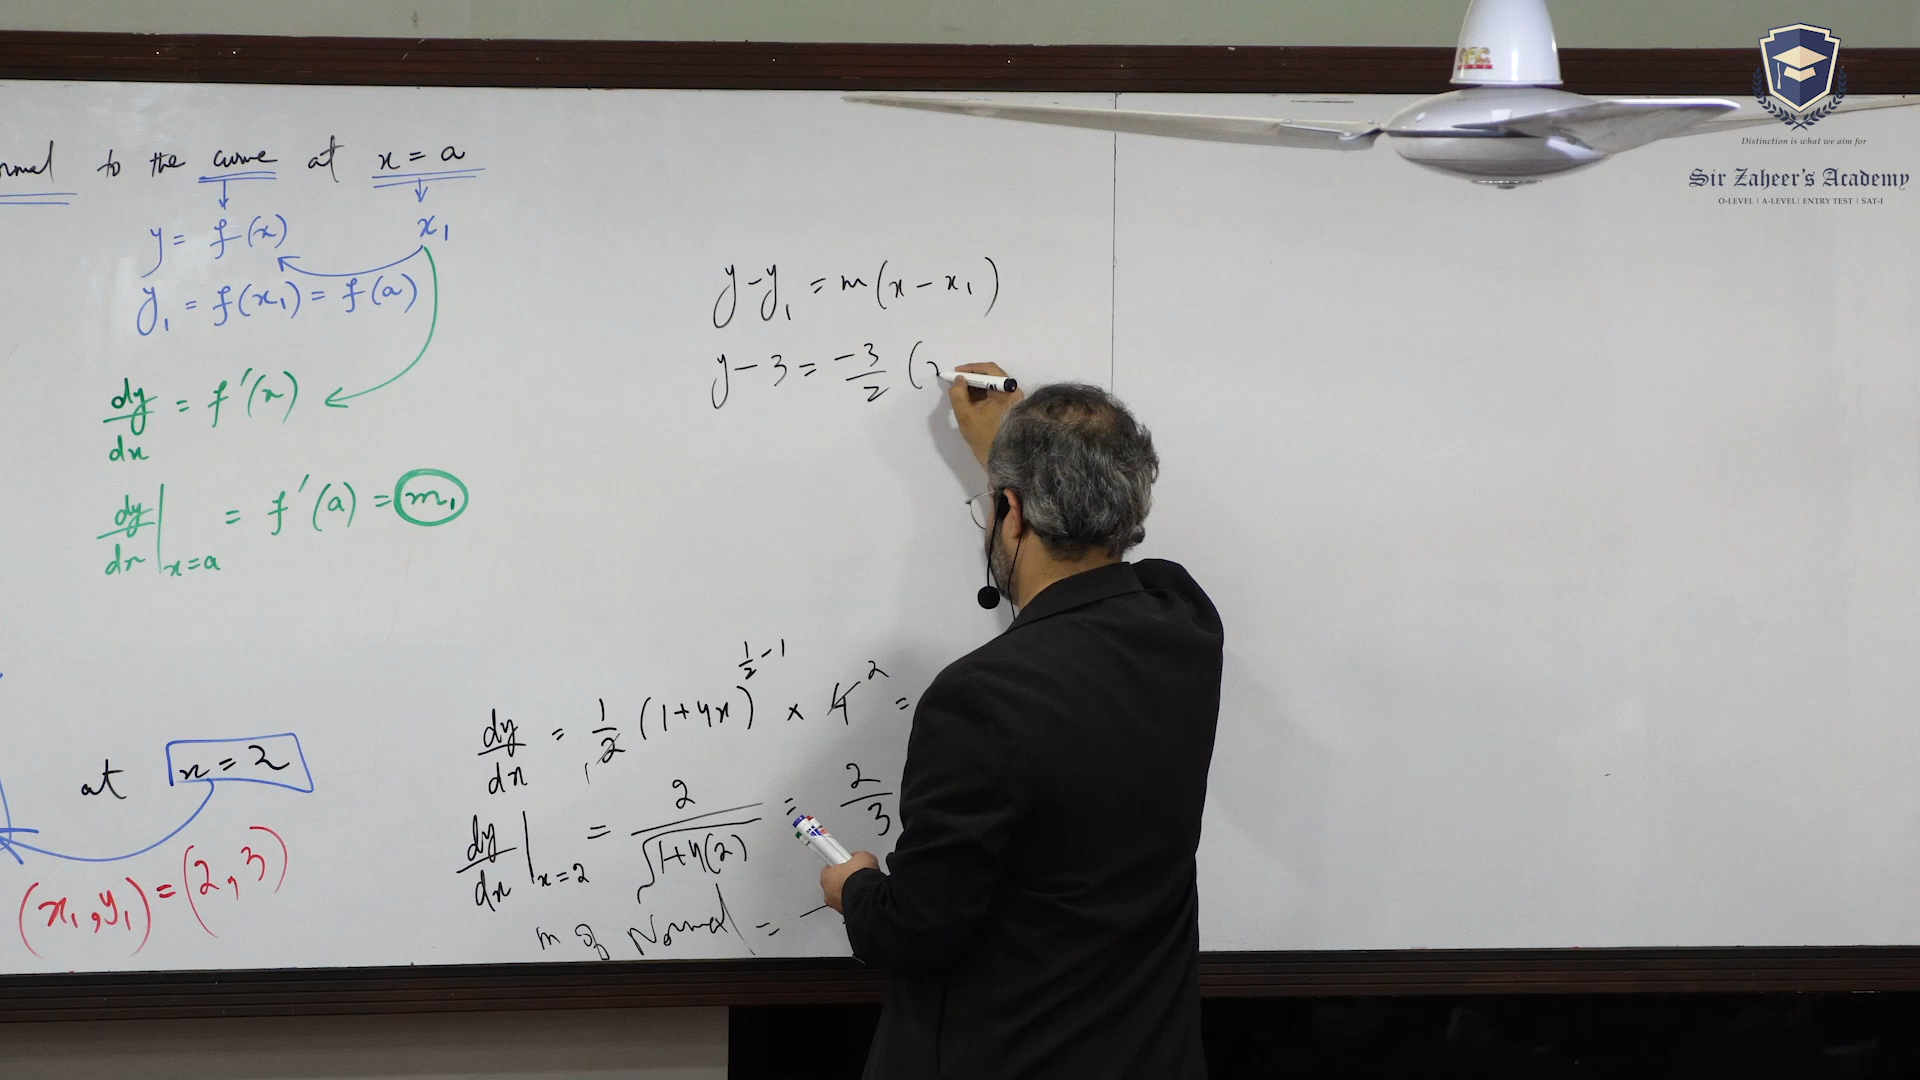 to the curve at x = a
y = f(x)
x₁
y₁ = f(x₁) = f(a)
dy/dx = f'(x)
dy/dx |x=a = f'(a) = m₁
y - y₁ = m(x - x₁)
y - 3 = -3/2 (
dy/dx = 1/2 (1+4x)^(1/2 - 1) × 4 2 =
dy/dx |x=2 = 2/√(1+4(2)) = 2/3
m of Normal = -
at x = 2
(x₁, y₁) = (2, 3)
Distinction is what we aim for
Sir Zaheer's Academy
O-LEVEL | A-LEVEL | ENTRY TEST | SAT-I